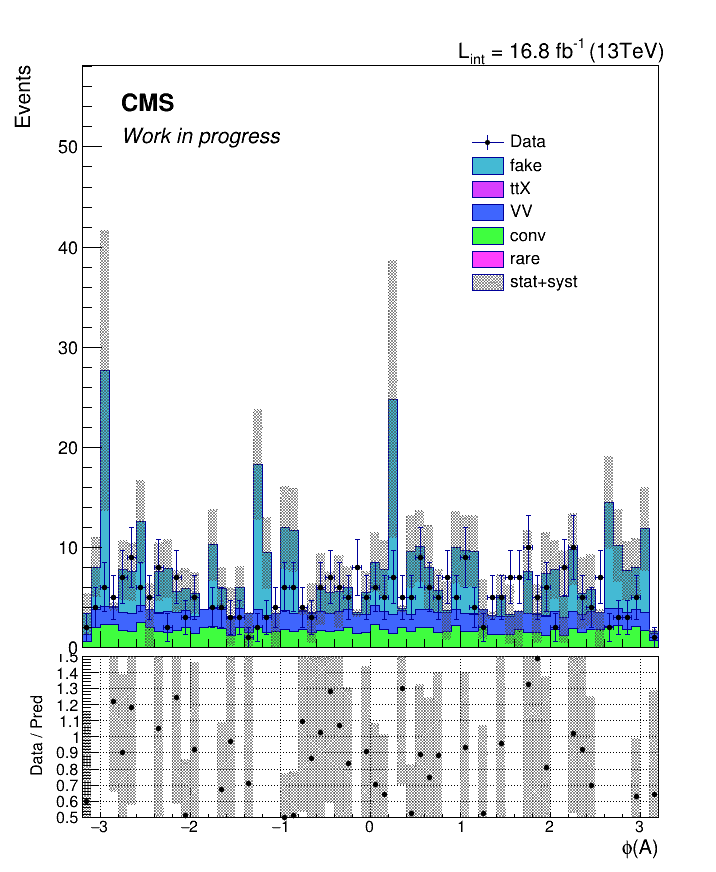 L_int = 16.8 fb^-1 (13TeV)
Events
CMS
Work in progress
Data
fake
ttX
VV
conv
rare
stat+syst
50
40
30
20
10
0
Data / Pred
1.5
1.4
1.3
1.2
1.1
1
0.9
0.8
0.7
0.6
0.5
−3 −2 −1 0 1 2 3
ϕ(A)